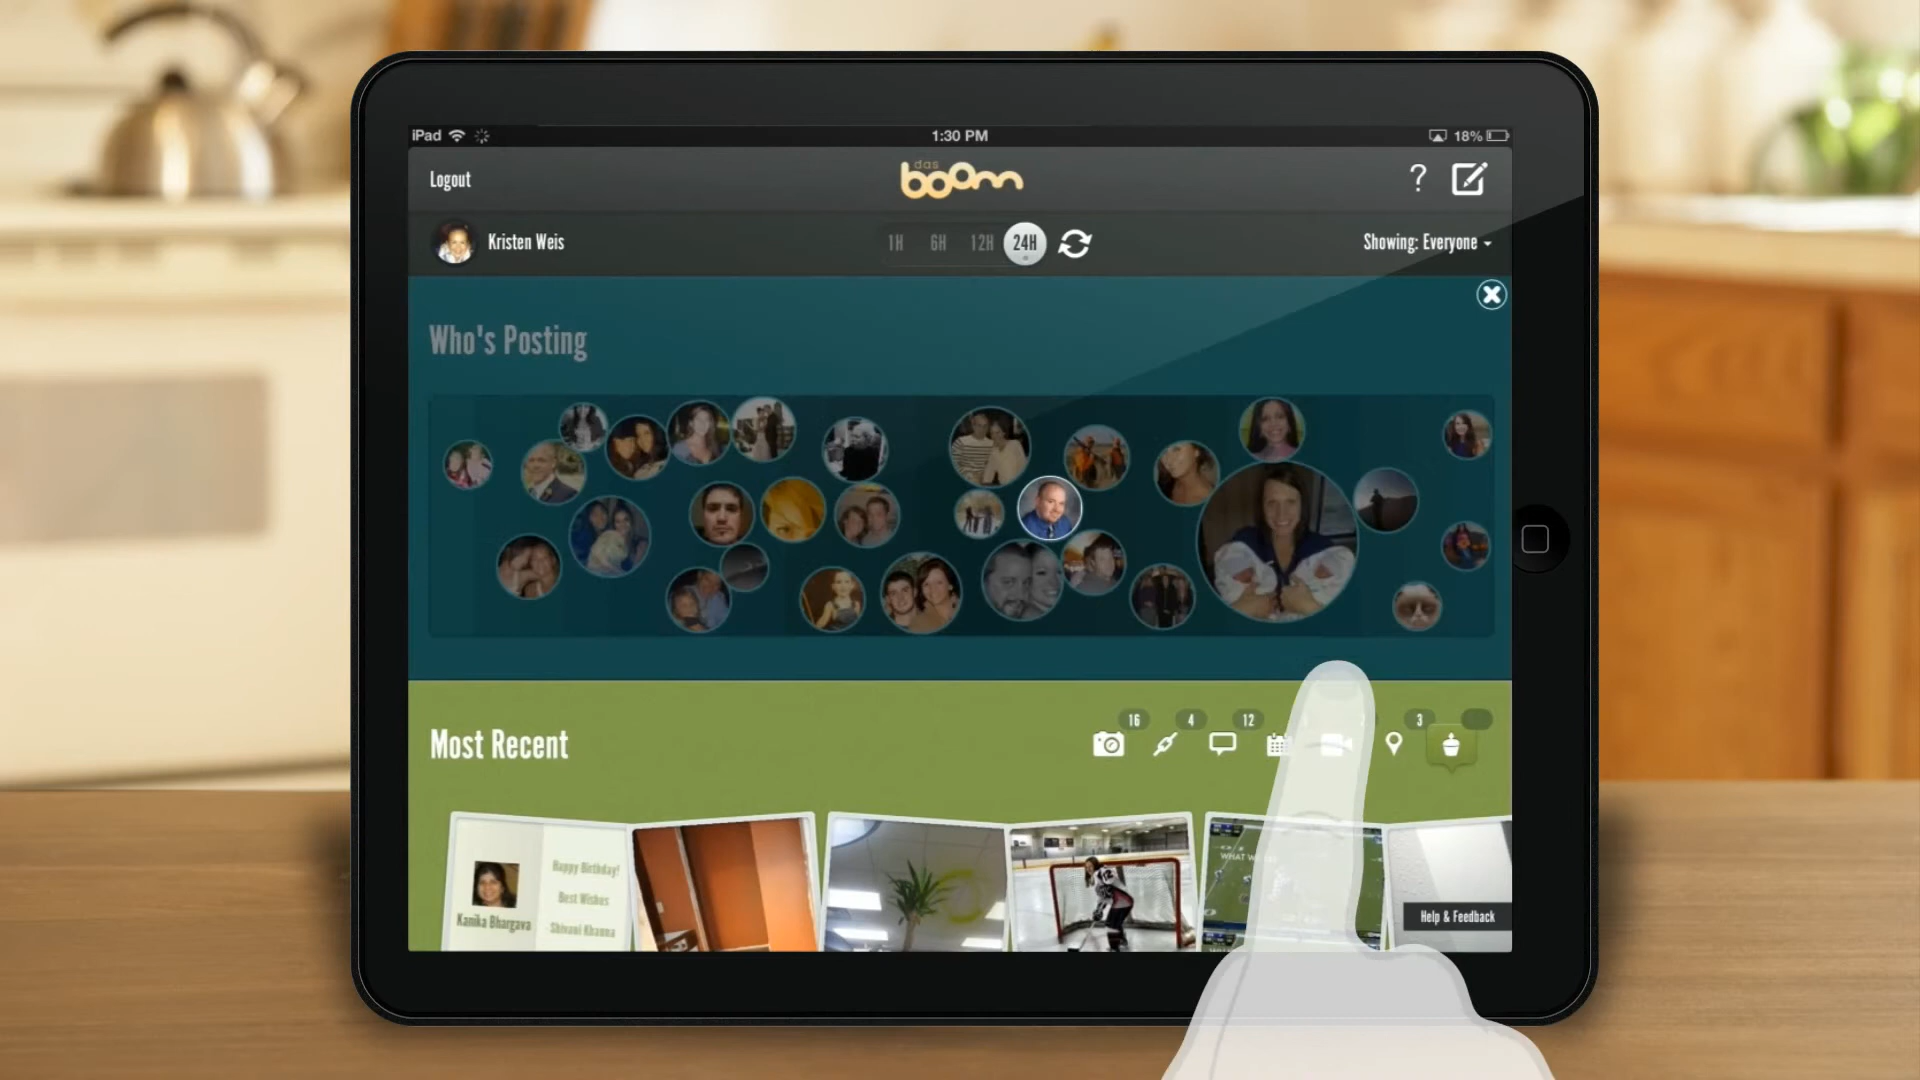 iPad 1:30 PM 18%
Logout das boom ?
Kristen Weis 1H 6H 12H 24H Showing: Everyone
Who's Posting
16 4 12 3
Most Recent
Kanika Bhargava
Happy Birthday!
Best Wishes
- Shivani Khanna
WHAT
Help & Feedback